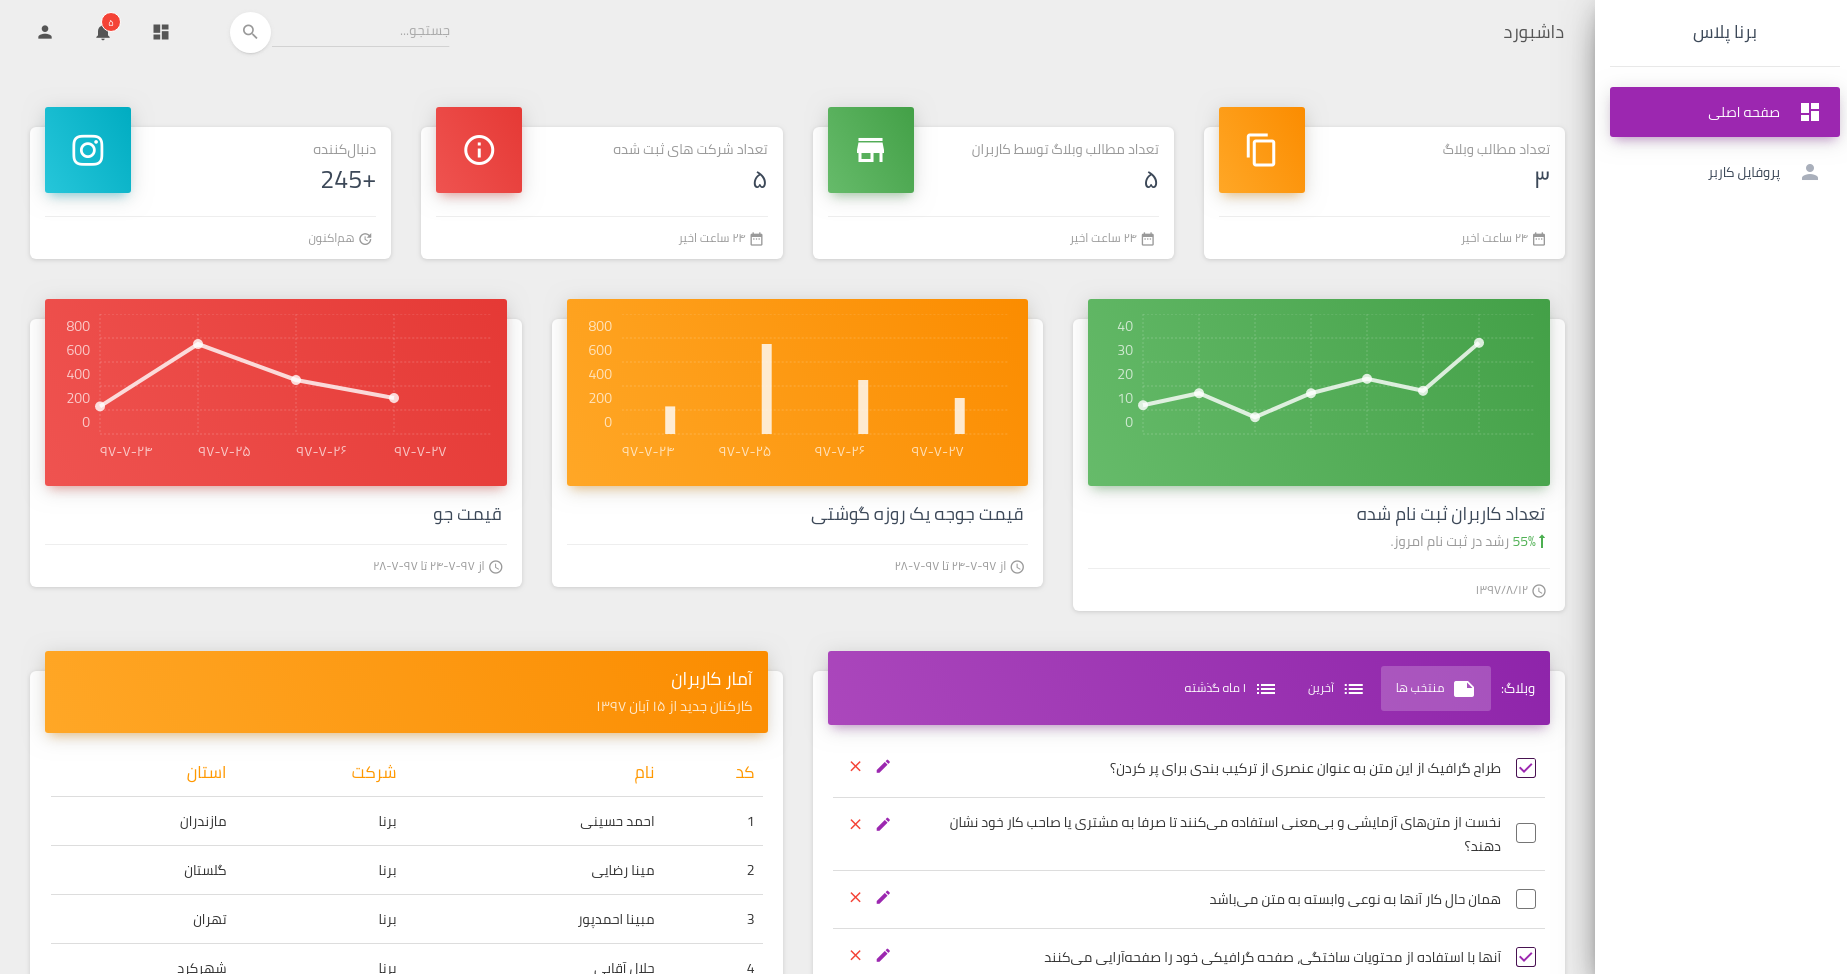 برنا پلاس
صفحه اصلی
پروفایل کاربر
داشبورد
جستجو...
۵
تعداد مطالب وبلاگ
۳
۲۳ ساعت اخیر
تعداد مطالب وبلاگ توسط کاربران
۵
۲۳ ساعت اخیر
تعداد شرکت های ثبت شده
۵
۲۳ ساعت اخیر
دنبال‌کننده
+245
هم‌اکنون
40
30
20
10
0
تعداد کاربران ثبت نام شده
55% رشد در ثبت نام امروز.
۱۳۹۷/۸/۱۲
800
600
400
200
0
۹۷-۷-۲۳ ۹۷-۷-۲۵ ۹۷-۷-۲۶ ۹۷-۷-۲۷
قیمت جوجه یک روزه گوشتی
از ۹۷-۷-۲۳ تا ۹۷-۷-۲۸
800
600
400
200
0
۹۷-۷-۲۳ ۹۷-۷-۲۵ ۹۷-۷-۲۶ ۹۷-۷-۲۷
قیمت جو
از ۹۷-۷-۲۳ تا ۹۷-۷-۲۸
وبلاگ: منتخب ها آخرین ۱ ماه گذشته
طراح گرافیک از این متن به عنوان عنصری از ترکیب بندی برای پر کردن؟
نخست از متن‌های آزمایشی و بی‌معنی استفاده می‌کنند تا صرفا به مشتری یا صاحب کار خود نشان
دهند؟
همان حال کار آنها به نوعی وابسته به متن می‌باشد
آنها با استفاده از محتویات ساختگی، صفحه گرافیکی خود را صفحه‌آرایی می‌کنند
آمار کاربران
کارکنان جدید از ۱۵ آبان ۱۳۹۷
کد نام شرکت استان
1 احمد حسینی برنا مازندران
2 مینا رضایی برنا گلستان
3 مبینا احمدپور برنا تهران
4 جلال آقایی برنا شهرکرد